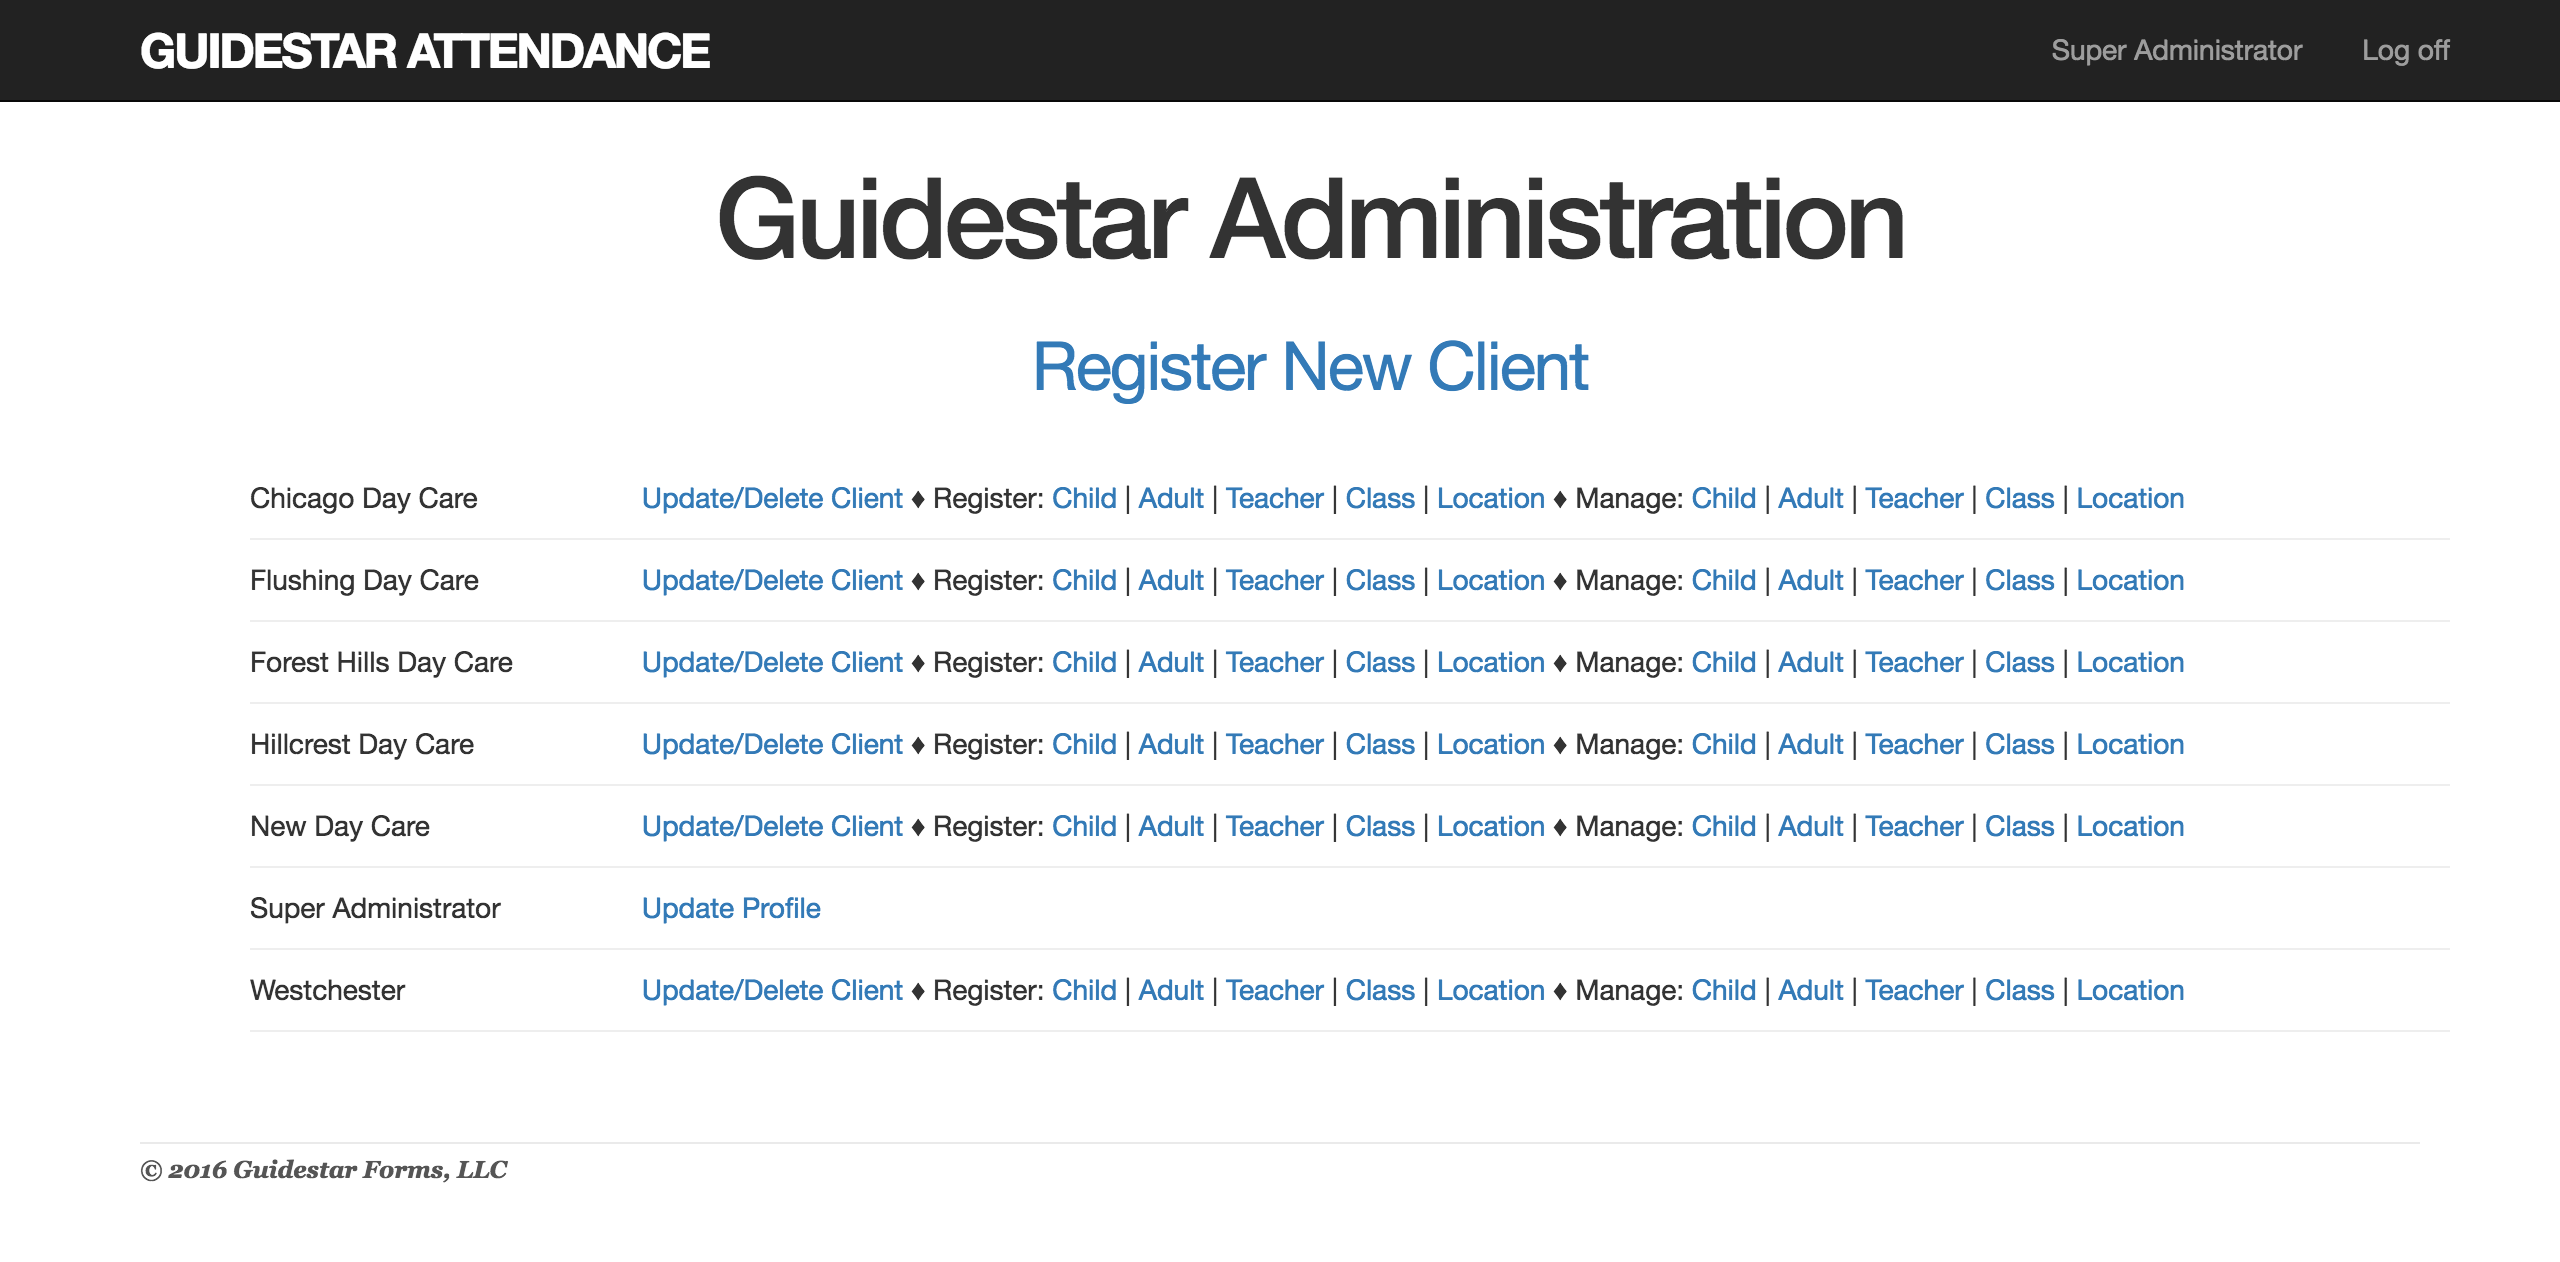 GUIDESTAR ATTENDANCE Super Administrator Log off
Guidestar Administration
Register New Client
Chicago Day Care Update/Delete Client ♦ Register: Child | Adult | Teacher | Class | Location ♦ Manage: Child | Adult | Teacher | Class | Location
Flushing Day Care Update/Delete Client ♦ Register: Child | Adult | Teacher | Class | Location ♦ Manage: Child | Adult | Teacher | Class | Location
Forest Hills Day Care Update/Delete Client ♦ Register: Child | Adult | Teacher | Class | Location ♦ Manage: Child | Adult | Teacher | Class | Location
Hillcrest Day Care Update/Delete Client ♦ Register: Child | Adult | Teacher | Class | Location ♦ Manage: Child | Adult | Teacher | Class | Location
New Day Care Update/Delete Client ♦ Register: Child | Adult | Teacher | Class | Location ♦ Manage: Child | Adult | Teacher | Class | Location
Super Administrator Update Profile
Westchester Update/Delete Client ♦ Register: Child | Adult | Teacher | Class | Location ♦ Manage: Child | Adult | Teacher | Class | Location
© 2016 Guidestar Forms, LLC